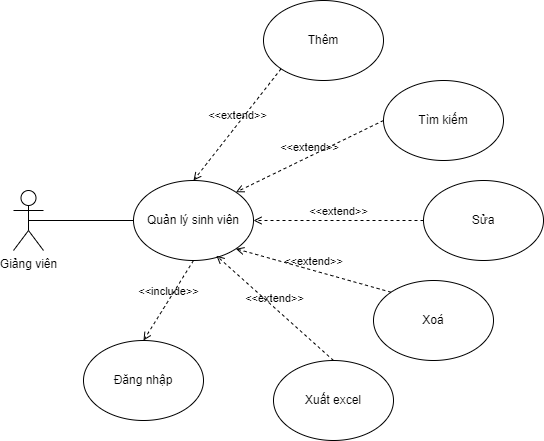 Thêm
<<extend>>
Tìm kiếm
<<extend>>
Quản lý sinh viên
<<extend>>
Sửa
Giảng viên
<<extend>>
<<include>>
<<extend>>
Xoá
Đăng nhập
Xuất excel